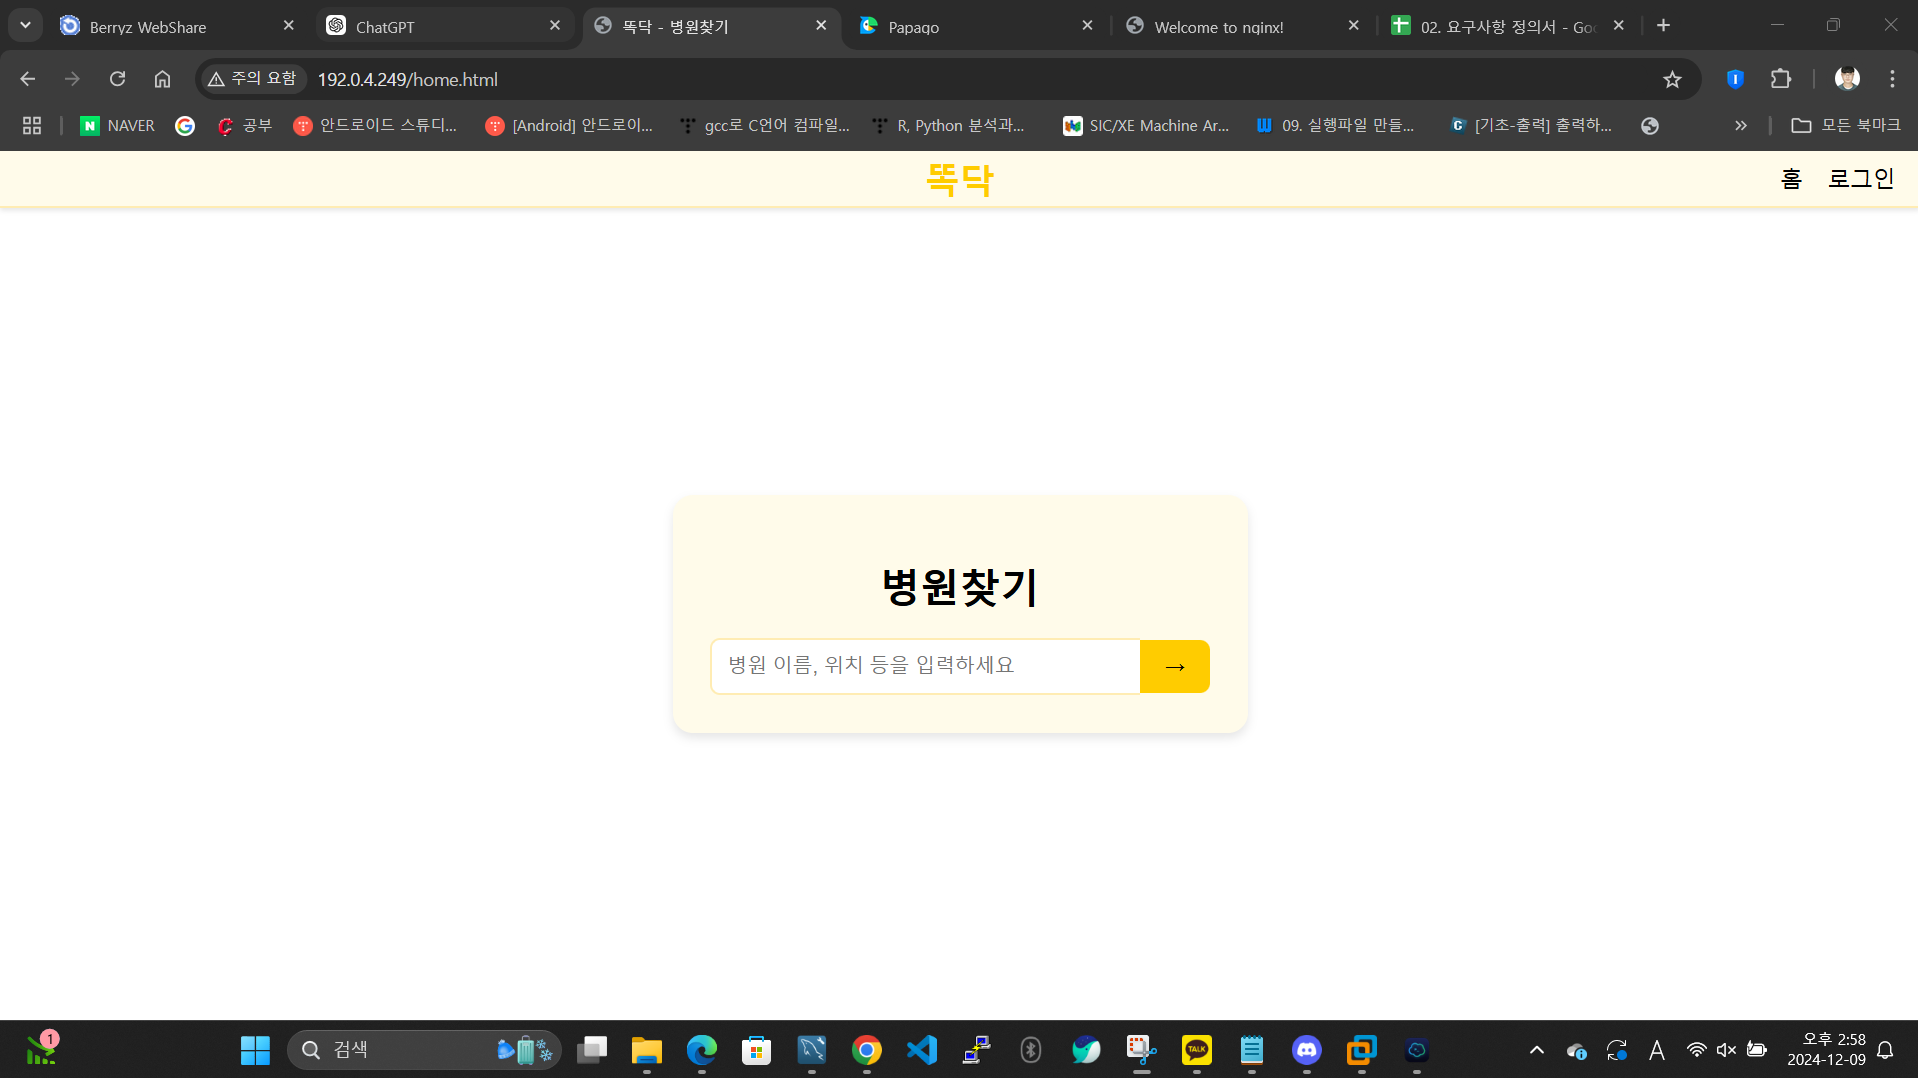 Berryz WebShare
ChatGPT
똑닥 - 병원찾기
Papago
Welcome to nginx!
02. 요구사항 정의서 - Goo
주의 요함
192.0.4.249/home.html
NAVER
공부
안드로이드 스튜디...
[Android] 안드로이...
gcc로 C언어 컴파일...
R, Python 분석과...
SIC/XE Machine Ar...
09. 실행파일 만들...
[기초-출력] 출력하...
모든 북마크
똑닥
홈
로그인
병원찾기
병원 이름, 위치 등을 입력하세요
→
1
검색
TALK
A
오후 2:58
2024-12-09